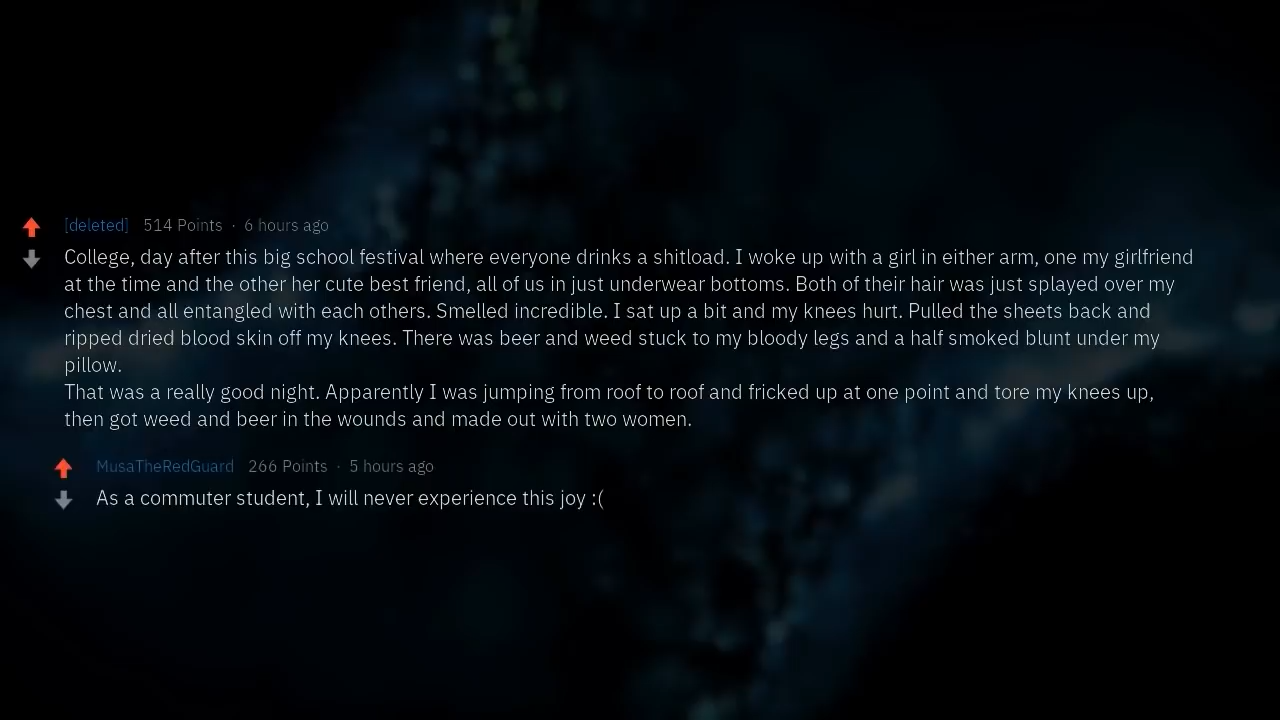 [deleted] 514 Points · 6 hours ago
College, day after this big school festival where everyone drinks a shitload. I woke up with a girl in either arm, one my girlfriend
at the time and the other her cute best friend, all of us in just underwear bottoms. Both of their hair was just splayed over my
chest and all entangled with each others. Smelled incredible. I sat up a bit and my knees hurt. Pulled the sheets back and
ripped dried blood skin off my knees. There was beer and weed stuck to my bloody legs and a half smoked blunt under my
pillow.
That was a really good night. Apparently I was jumping from roof to roof and fricked up at one point and tore my knees up,
then got weed and beer in the wounds and made out with two women.
MusaTheRedGuard 266 Points · 5 hours ago
As a commuter student, I will never experience this joy :(